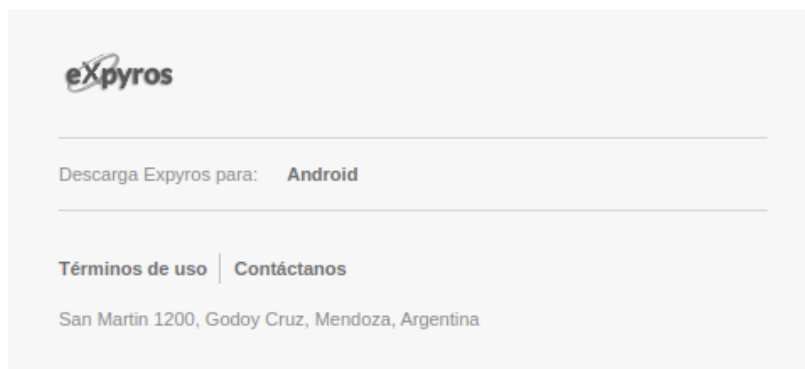 eXpyros
Descarga Expyros para: Android
Términos de uso Contáctanos
San Martin 1200, Godoy Cruz, Mendoza, Argentina